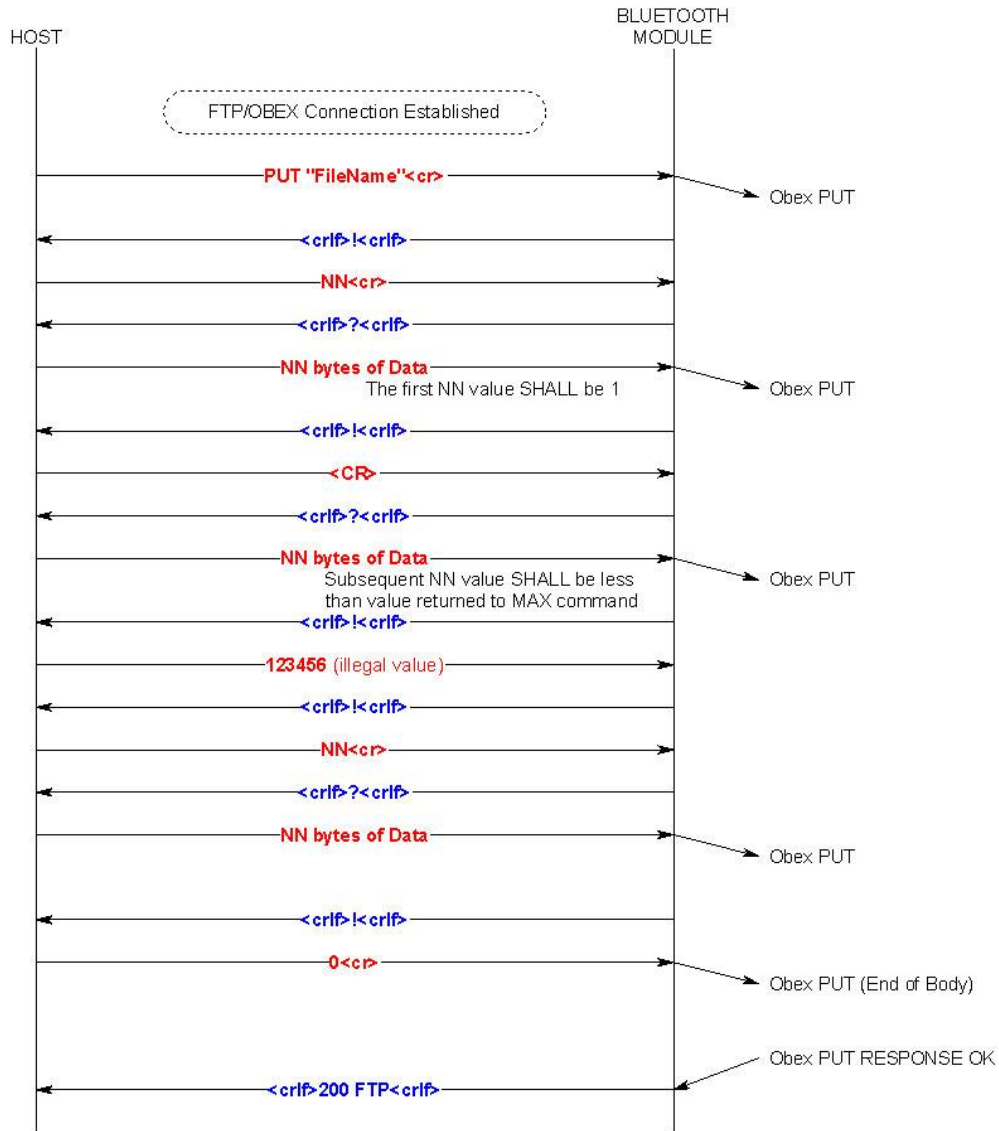 HOST
BLUETOOTH
MODULE
FTP/OBEX Connection Established
PUT "FileName"<cr>
Obex PUT
<crlf>!<crlf>
NN<cr>
<crlf>?<crlf>
NN bytes of Data
The first NN value SHALL be 1
Obex PUT
<crlf>!<crlf>
<CR>
<crlf>?<crlf>
NN bytes of Data
Obex PUT
Subsequent NN value SHALL be less
than value returned to MAX command
<crlf>!<crlf>
123456 (illegal value)
<crlf>!<crlf>
NN<cr>
<crlf>?<crlf>
NN bytes of Data
Obex PUT
<crlf>!<crlf>
0<cr>
Obex PUT (End of Body)
Obex PUT RESPONSE OK
<crlf>200 FTP<crlf>